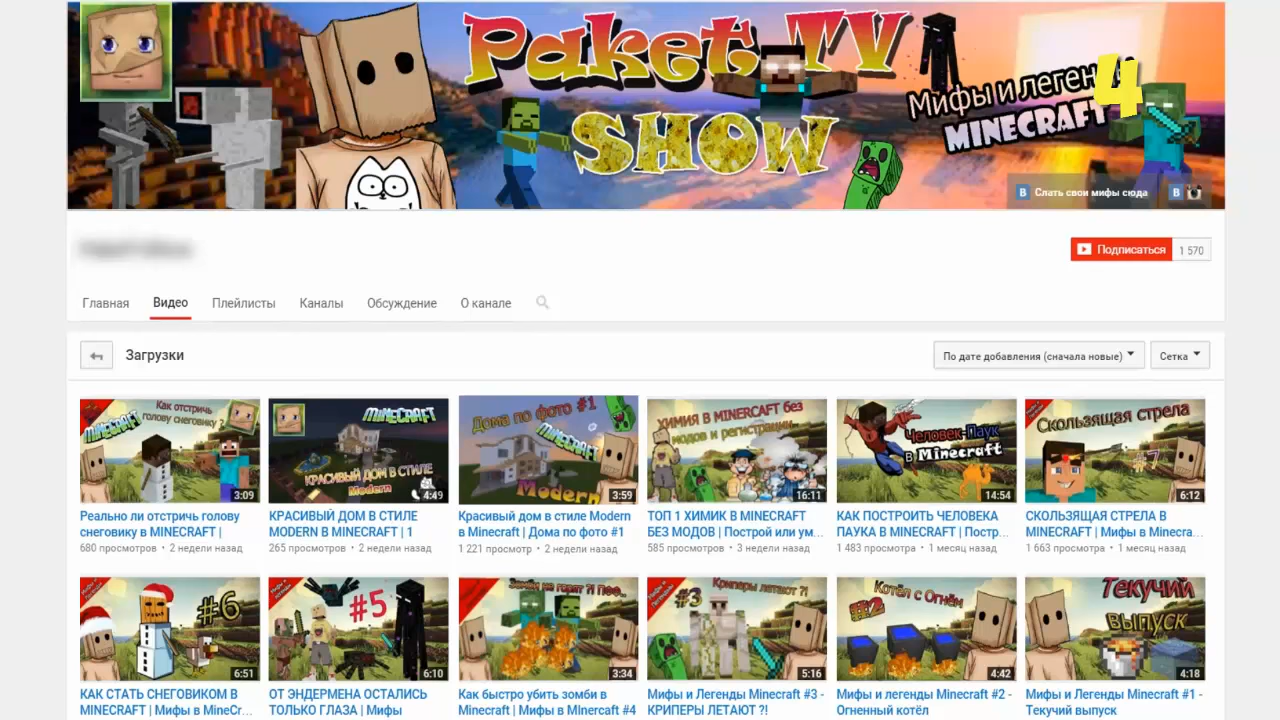 Paket TV
SHOW
Мифы и леген
4
MINECRAFT
Слать свои мифы сюда
Подписаться
1 570
Главная
Видео
Плейлисты
Каналы
Обсуждение
О канале
Загрузки
По дате добавления (сначала новые)
Сетка
Как отстричь
голову снеговику ?
MINECRAFT
3:09
MINECRAFT
КРАСИВЫЙ ДОМ В СТИЛЕ
Modern
4:49
Дома по фото #1
MINECRAFT
Modern
3:59
ХИМИЯ В MINERCAFT без
модов и регистрации
16:11
Человек-Паук
в Minecraft
14:54
Скользящая стрела
#7
6:12
Реально ли отстричь голову
снеговику в MINECRAFT |
680 просмотров • 2 недели назад
КРАСИВЫЙ ДОМ В СТИЛЕ
MODERN В MINECRAFT | 1
265 просмотров • 2 недели назад
Красивый дом в стиле Modern
в Minecraft | Дома по фото #1
1 221 просмотр • 2 недели назад
ТОП 1 ХИМИК В MINECRAFT
БЕЗ МОДОВ | Построй или ум...
585 просмотров • 3 недели назад
КАК ПОСТРОИТЬ ЧЕЛОВЕКА
ПАУКА В MINECRAFT | Постр...
1 483 просмотра • 1 месяц назад
СКОЛЬЗЯЩАЯ СТРЕЛА В
MINECRAFT | Мифы в Minecra...
1 663 просмотра • 1 месяц назад
#6
6:51
#5
6:10
Зомби не горят ?! ПФФ..
3:34
#3
Криперы летают ?!
5:16
Котёл с Огнём
#2
4:42
Текучий
выпуск
4:18
КАК СТАТЬ СНЕГОВИКОМ В
MINECRAFT | Мифы в MineCr...
ОТ ЭНДЕРМЕНА ОСТАЛИСЬ
ТОЛЬКО ГЛАЗА | Мифы
Как быстро убить зомби в
Minecraft | Мифы в MInercaft #4
Мифы и Легенды Minecraft #3 -
КРИПЕРЫ ЛЕТАЮТ ?!
Мифы и легенды Minecraft #2 -
Огненный котёл
Мифы и Легенды Minecraft #1 -
Текучий выпуск